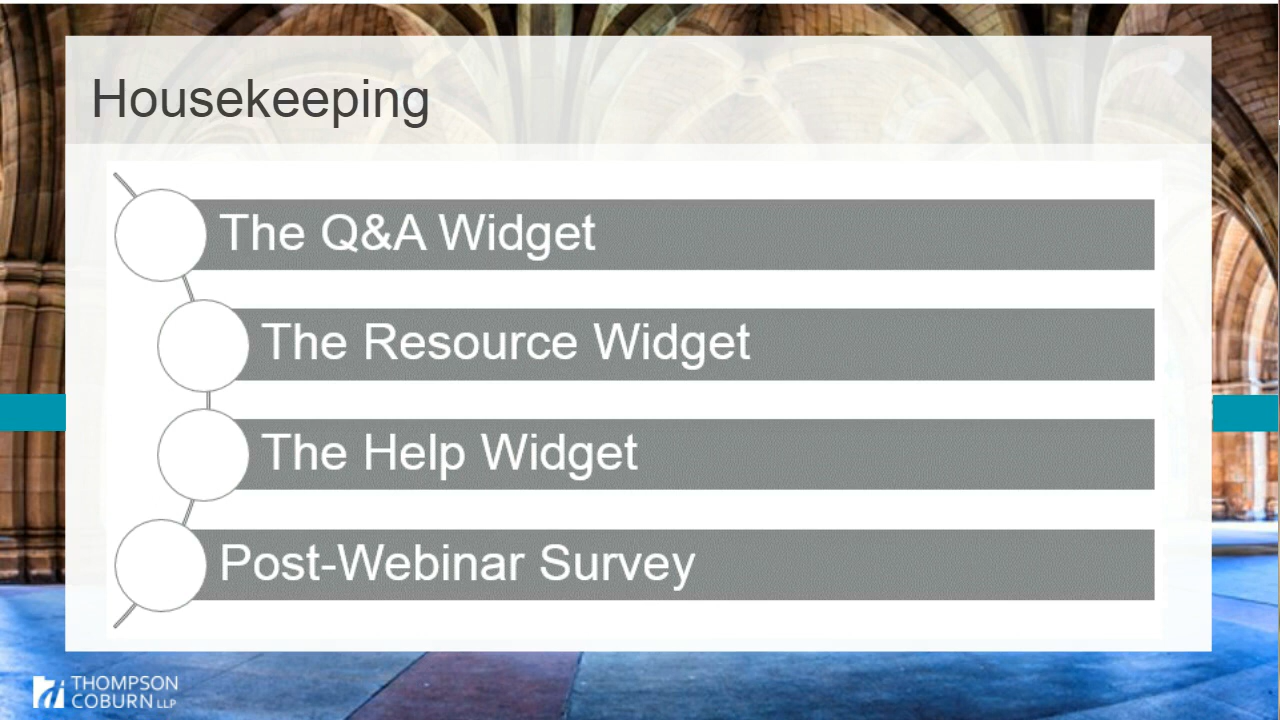 Housekeeping
The Q&A Widget
The Resource Widget
The Help Widget
Post-Webinar Survey
THOMPSON
COBURN LLP